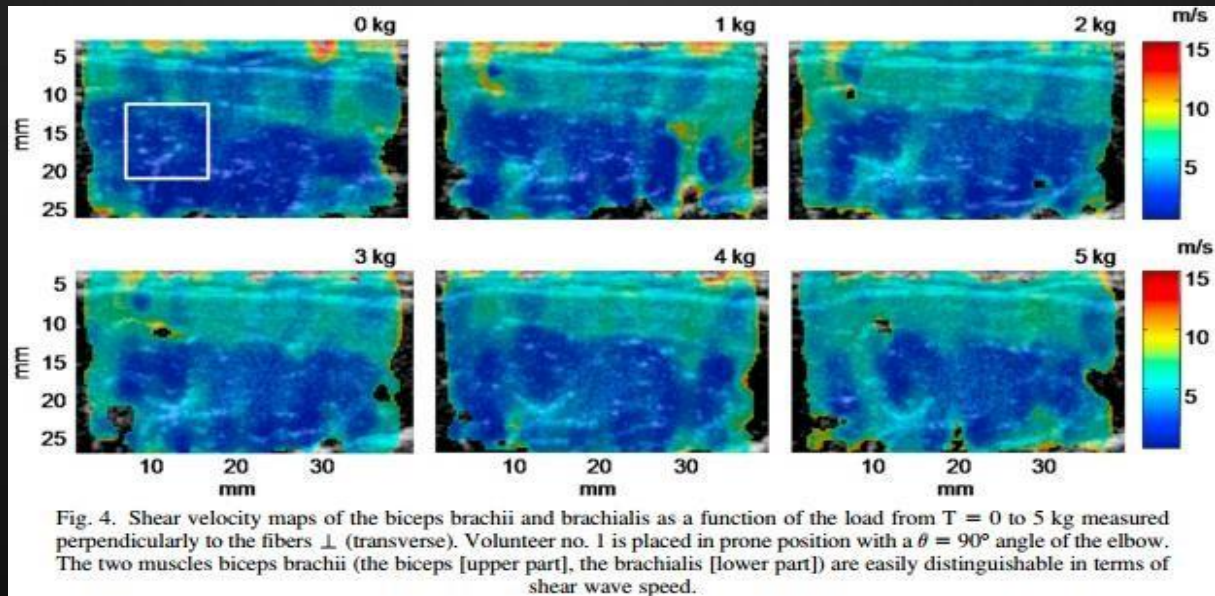 0 kg
1 kg
2 kg
m/s
5
10
15
20
25
mm
15
10
5
3 kg
4 kg
5 kg
m/s
5
10
15
20
25
mm
15
10
5
10 20 30
10 20 30
10 20 30
mm
mm
mm
Fig. 4. Shear velocity maps of the biceps brachii and brachialis as a function of the load from T = 0 to 5 kg measured
perpendicularly to the fibers ⊥ (transverse). Volunteer no. 1 is placed in prone position with a θ = 90° angle of the elbow.
The two muscles biceps brachii (the biceps [upper part], the brachialis [lower part]) are easily distinguishable in terms of
shear wave speed.